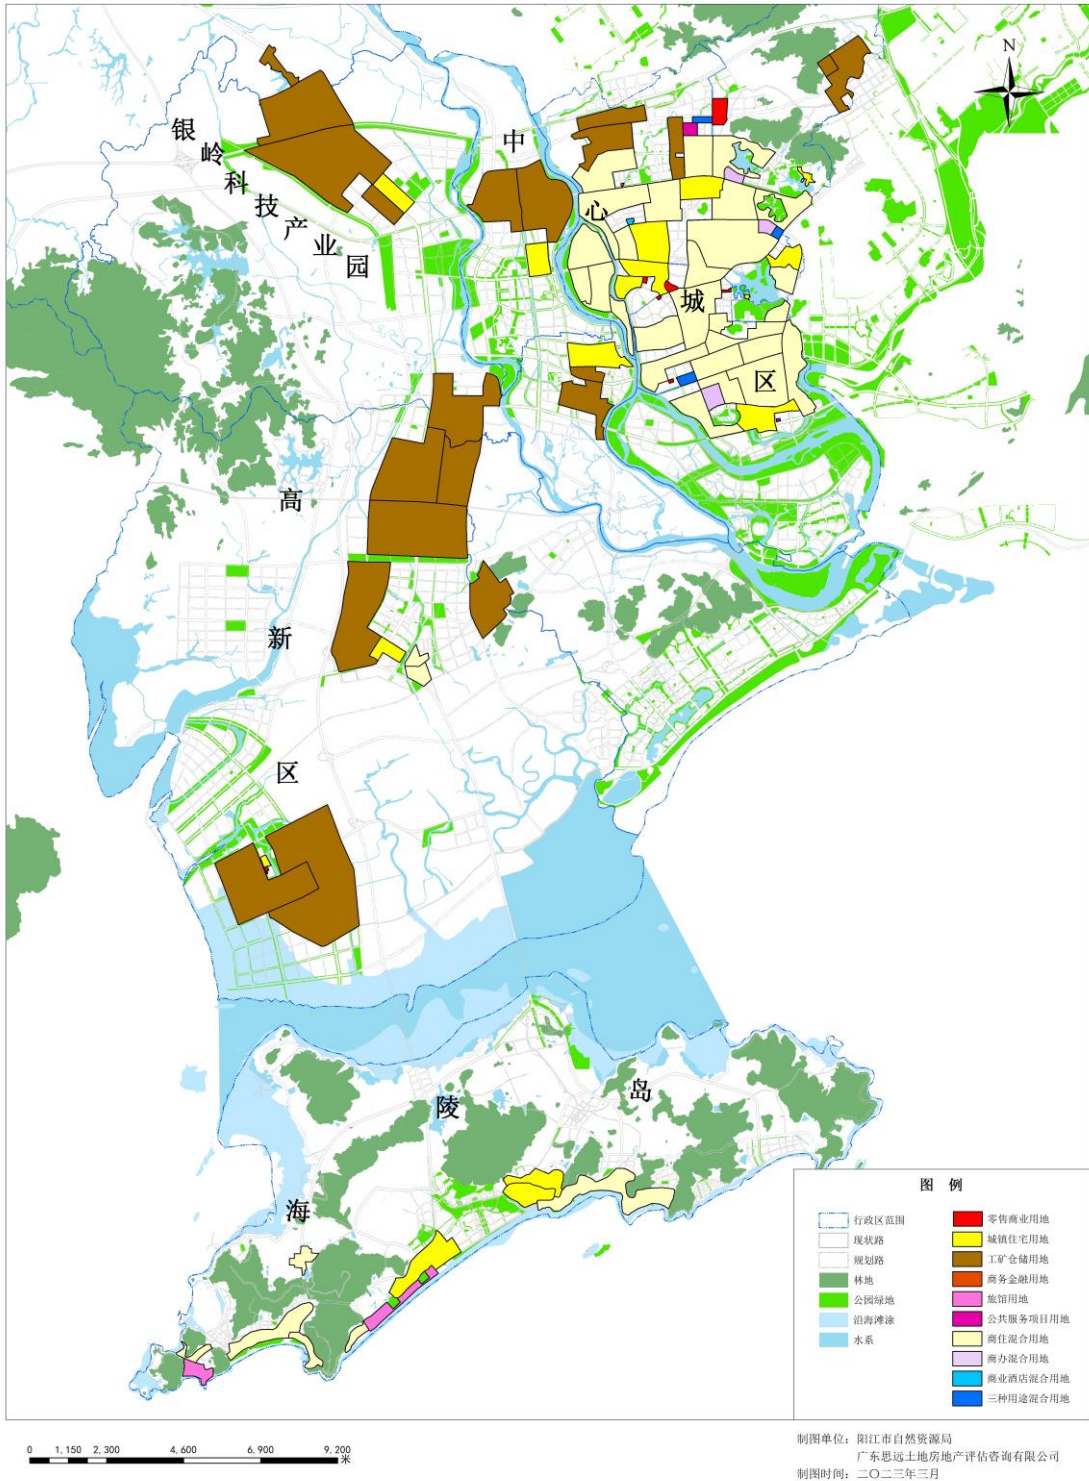 N
银岭科技产业园
中心城区
高新区
海陵岛
图 例
行政区范围
现状路
规划路
林地
公园绿地
沿海滩涂
水系
零售商业用地
城镇住宅用地
工矿仓储用地
商务金融用地
旅馆用地
公共服务项目用地
商住混合用地
商办混合用地
商业酒店混合用地
三种用途混合用地
0 1,150 2,300 4,600 6,900 9,200
米
制图单位：阳江市自然资源局
广东思远土地房地产评估咨询有限公司
制图时间：二〇二三年三月